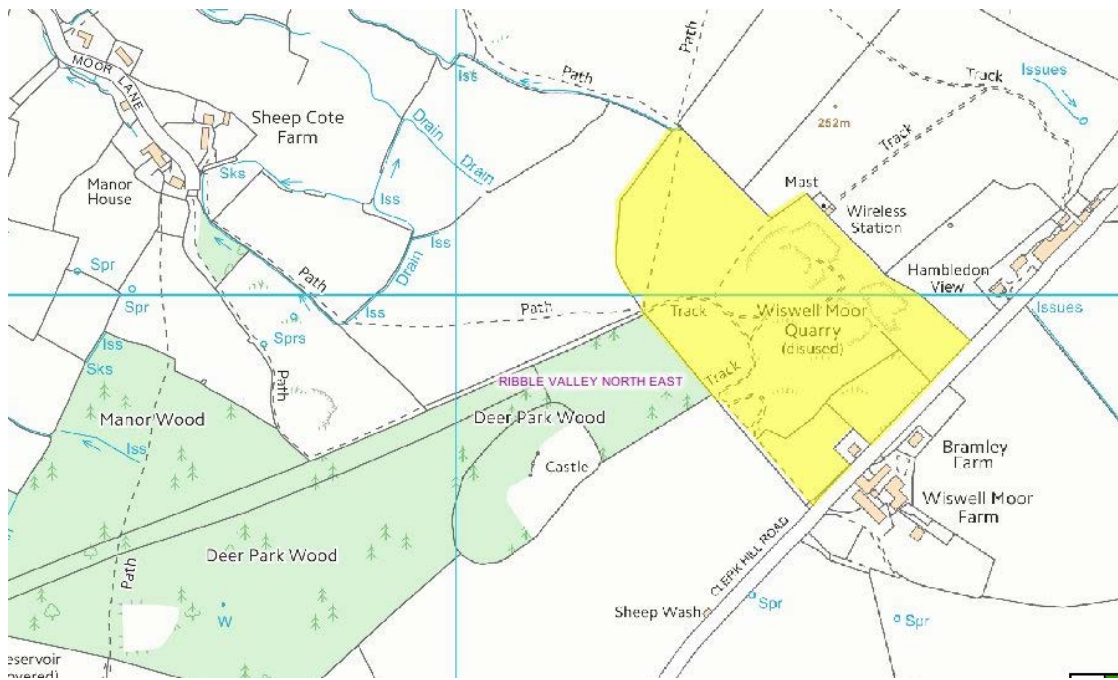 MOOR LANE
Sheep Cote
Farm
Manor
House
Sks
Iss
Path
Drain
Drain
Iss
Iss
Drain
Path
Iss
Path
Path
Track
Issues
252m
Track
Mast
Wireless
Station
Hambledon
View
Issues
Spr
Spr
Sprs
Path
Iss
Sks
Manor Wood
Iss
Track
Wiswell Moor
Quarry
(disused)
Track
RIBBLE VALLEY NORTH EAST
Deer Park Wood
Castle
Bramley
Farm
Wiswell Moor
Farm
Deer Park Wood
Path
W
CLERK HILL ROAD
Sheep Wash
Spr
Spr
eservoir
overed)